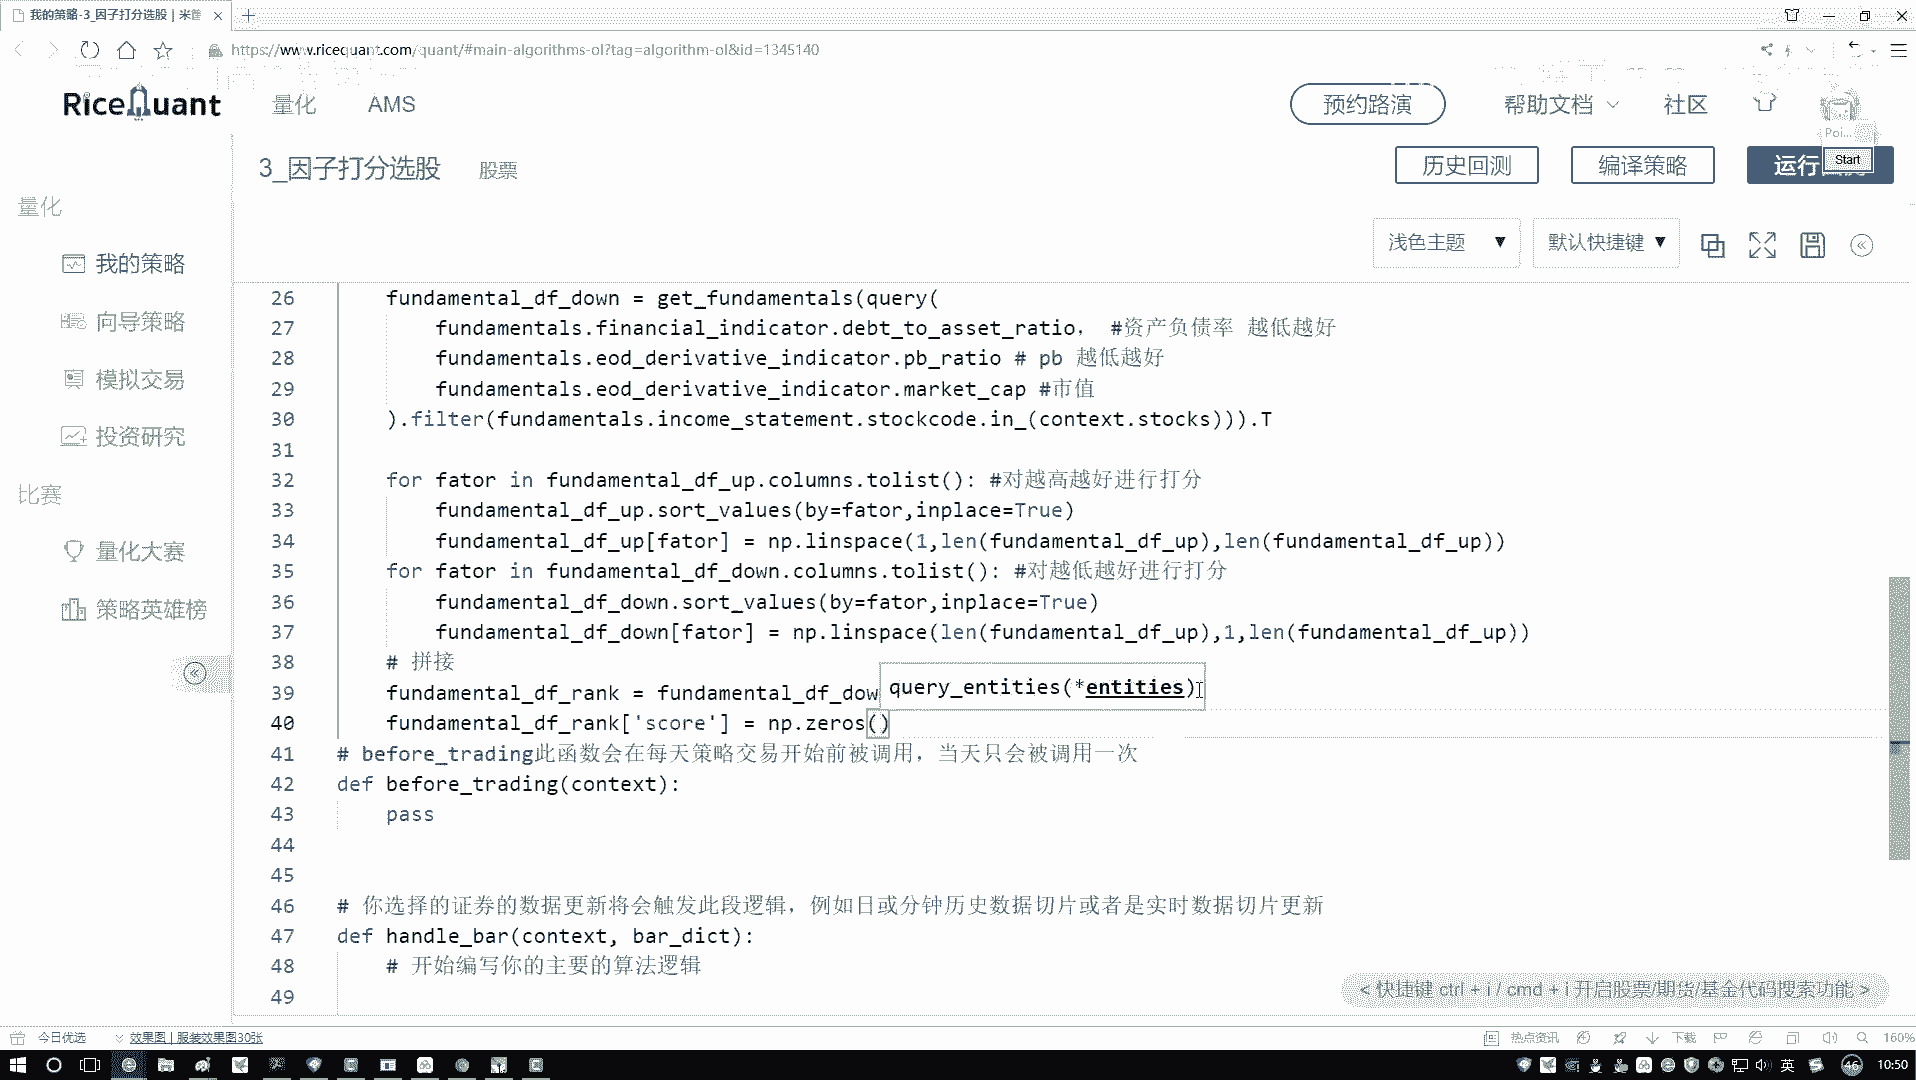 我的策略-3_因子打分选股 | 米筐
https://www.ricequant.com/quant/#main-algorithms-ol?tag=algorithm-ol&id=1345140
RiceQuant 量化 AMS 预约路演 帮助文档 社区
Poi...
Start
3_因子打分选股 股票 历史回测 编译策略 运行
浅色主题 默认快捷键
量化
我的策略
向导策略
模拟交易
投资研究
比赛
量化大赛
策略英雄榜
26 fundamental_df_down = get_fundamentals(query(
27 fundamentals.financial_indicator.debt_to_asset_ratio, #资产负债率 越低越好
28 fundamentals.eod_derivative_indicator.pb_ratio # pb 越低越好
29 fundamentals.eod_derivative_indicator.market_cap #市值
30 ).filter(fundamentals.income_statement.stockcode.in_(context.stocks))).T
31
32 for fator in fundamental_df_up.columns.tolist(): #对越高越好进行打分
33 fundamental_df_up.sort_values(by=fator,inplace=True)
34 fundamental_df_up[fator] = np.linspace(1,len(fundamental_df_up),len(fundamental_df_up))
35 for fator in fundamental_df_down.columns.tolist(): #对越低越好进行打分
36 fundamental_df_down.sort_values(by=fator,inplace=True)
37 fundamental_df_down[fator] = np.linspace(len(fundamental_df_up),1,len(fundamental_df_up))
38 # 拼接
39 fundamental_df_rank = fundamental_df_dow
query_entities(*entities)
40 fundamental_df_rank['score'] = np.zeros()
41 # before_trading此函数会在每天策略交易开始前被调用，当天只会被调用一次
42 def before_trading(context):
43 pass
44
45
46 # 你选择的证券的数据更新将会触发此段逻辑，例如日或分钟历史数据切片或者是实时数据切片更新
47 def handle_bar(context, bar_dict):
48 # 开始编写你的主要的算法逻辑
49
< 快捷键 ctrl + i / cmd + i 开启股票/期货/基金代码搜索功能 >
今日优选 效果图 | 服装效果图30张 热点资讯 下载 160%
英 46 10:50